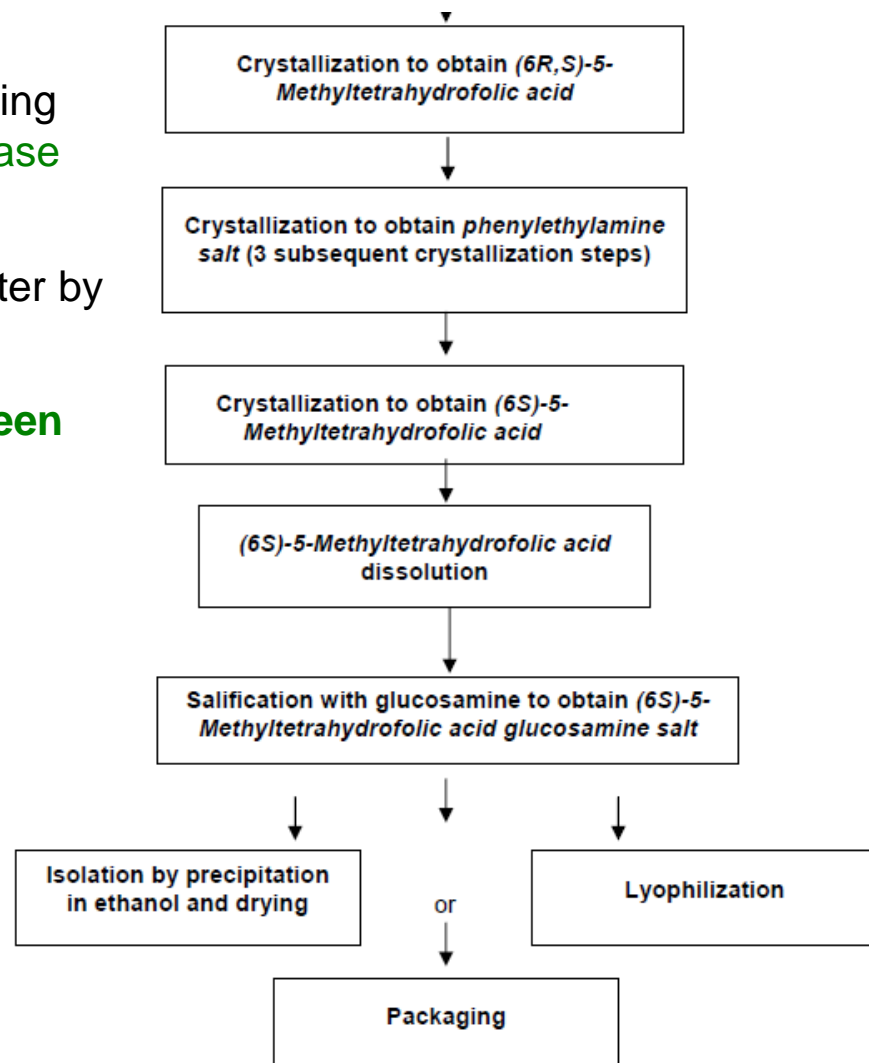 ing
ase
ter by
een
Crystallization to obtain (6R,S)-5-
Methyltetrahydrofolic acid
Crystallization to obtain phenylethylamine
salt (3 subsequent crystallization steps)
Crystallization to obtain (6S)-5-
Methyltetrahydrofolic acid
(6S)-5-Methyltetrahydrofolic acid
dissolution
Salification with glucosamine to obtain (6S)-5-
Methyltetrahydrofolic acid glucosamine salt
Isolation by precipitation
in ethanol and drying
or
Lyophilization
Packaging